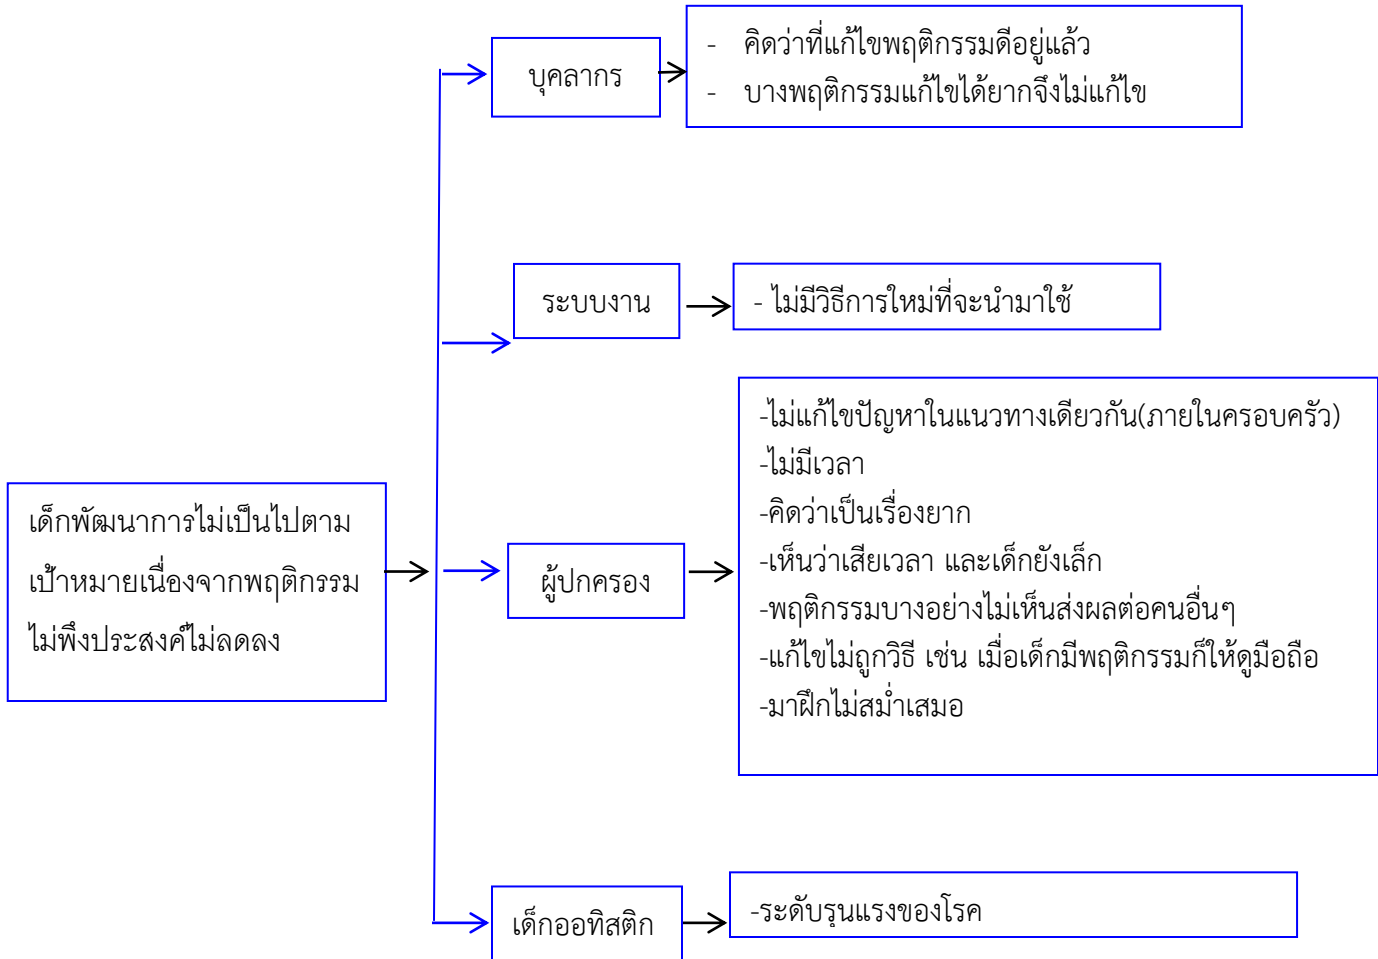 บุคลากร
- คิดว่าที่แก้ไขพฤติกรรมดีอยู่แล้ว
- บางพฤติกรรมแก้ไขได้ยากจึงไม่แก้ไข
ระบบงาน
- ไม่มีวิธีการใหม่ที่จะนำมาใช้
เด็กพัฒนาการไม่เป็นไปตาม
เป้าหมายเนื่องจากพฤติกรรม
ไม่พึงประสงค์ไม่ลดลง
ผู้ปกครอง
-ไม่แก้ไขปัญหาในแนวทางเดียวกัน(ภายในครอบครัว)
-ไม่มีเวลา
-คิดว่าเป็นเรื่องยาก
-เห็นว่าเสียเวลา และเด็กยังเล็ก
-พฤติกรรมบางอย่างไม่เห็นส่งผลต่อคนอื่นๆ
-แก้ไขไม่ถูกวิธี เช่น เมื่อเด็กมีพฤติกรรมก็ให้ดูมือถือ
-มาฝึกไม่สม่ำเสมอ
เด็กออทิสติก
-ระดับรุนแรงของโรค